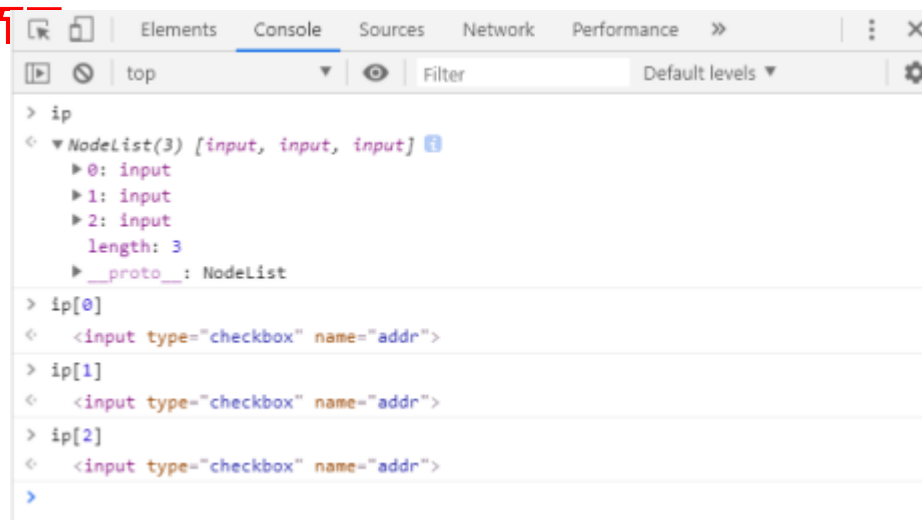 Elements Console Sources Network Performance »
top Filter Default levels
ip
NodeList(3) [input, input, input] i
0: input
1: input
2: input
length: 3
__proto__: NodeList
ip[0]
<input type="checkbox" name="addr">
ip[1]
<input type="checkbox" name="addr">
ip[2]
<input type="checkbox" name="addr">